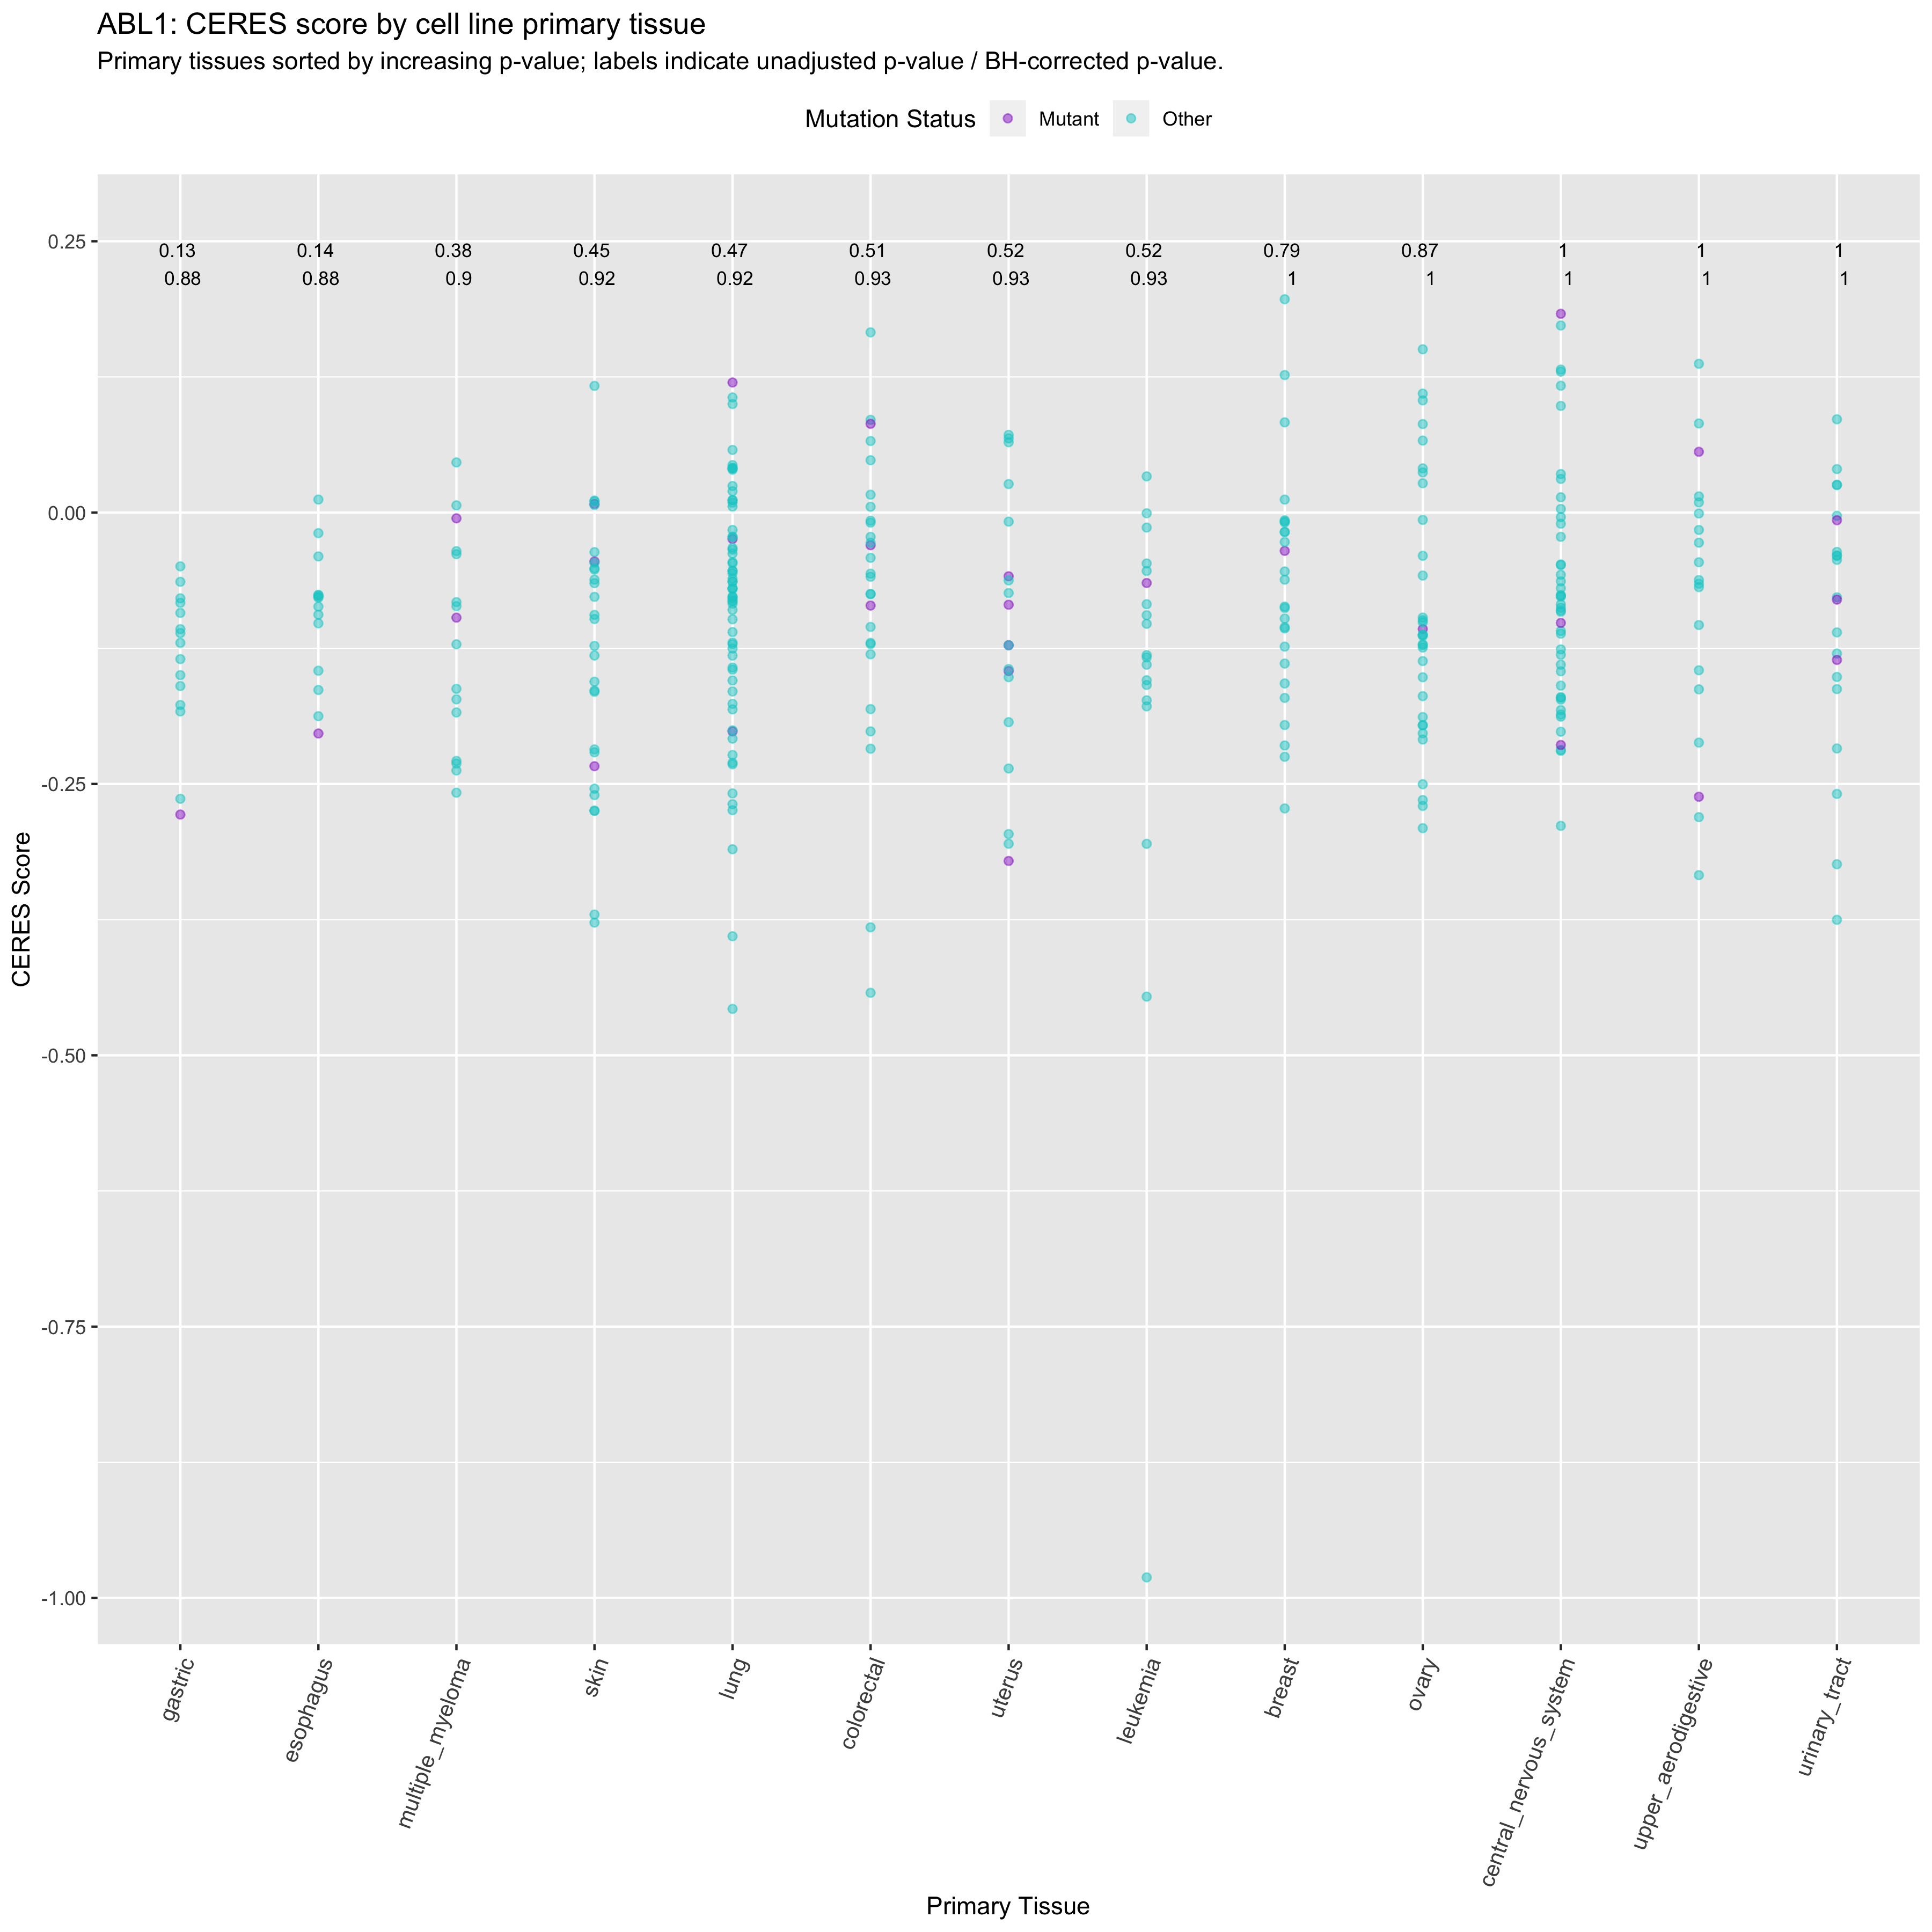 ABL1: CERES score by cell line primary tissue
Primary tissues sorted by increasing p-value; labels indicate unadjusted p-value / BH-corrected p-value.
Mutation Status Mutant Other
0.13 0.14 0.38 0.45 0.47 0.51 0.52 0.52 0.79 0.87 1 1 1
0.88 0.88 0.9 0.92 0.92 0.93 0.93 0.93 1 1 1 1 1
0.25
0.00
-0.25
-0.50
-0.75
-1.00
CERES Score
gastric
esophagus
multiple_myeloma
skin
lung
colorectal
uterus
leukemia
breast
ovary
central_nervous_system
upper_aerodigestive
urinary_tract
Primary Tissue